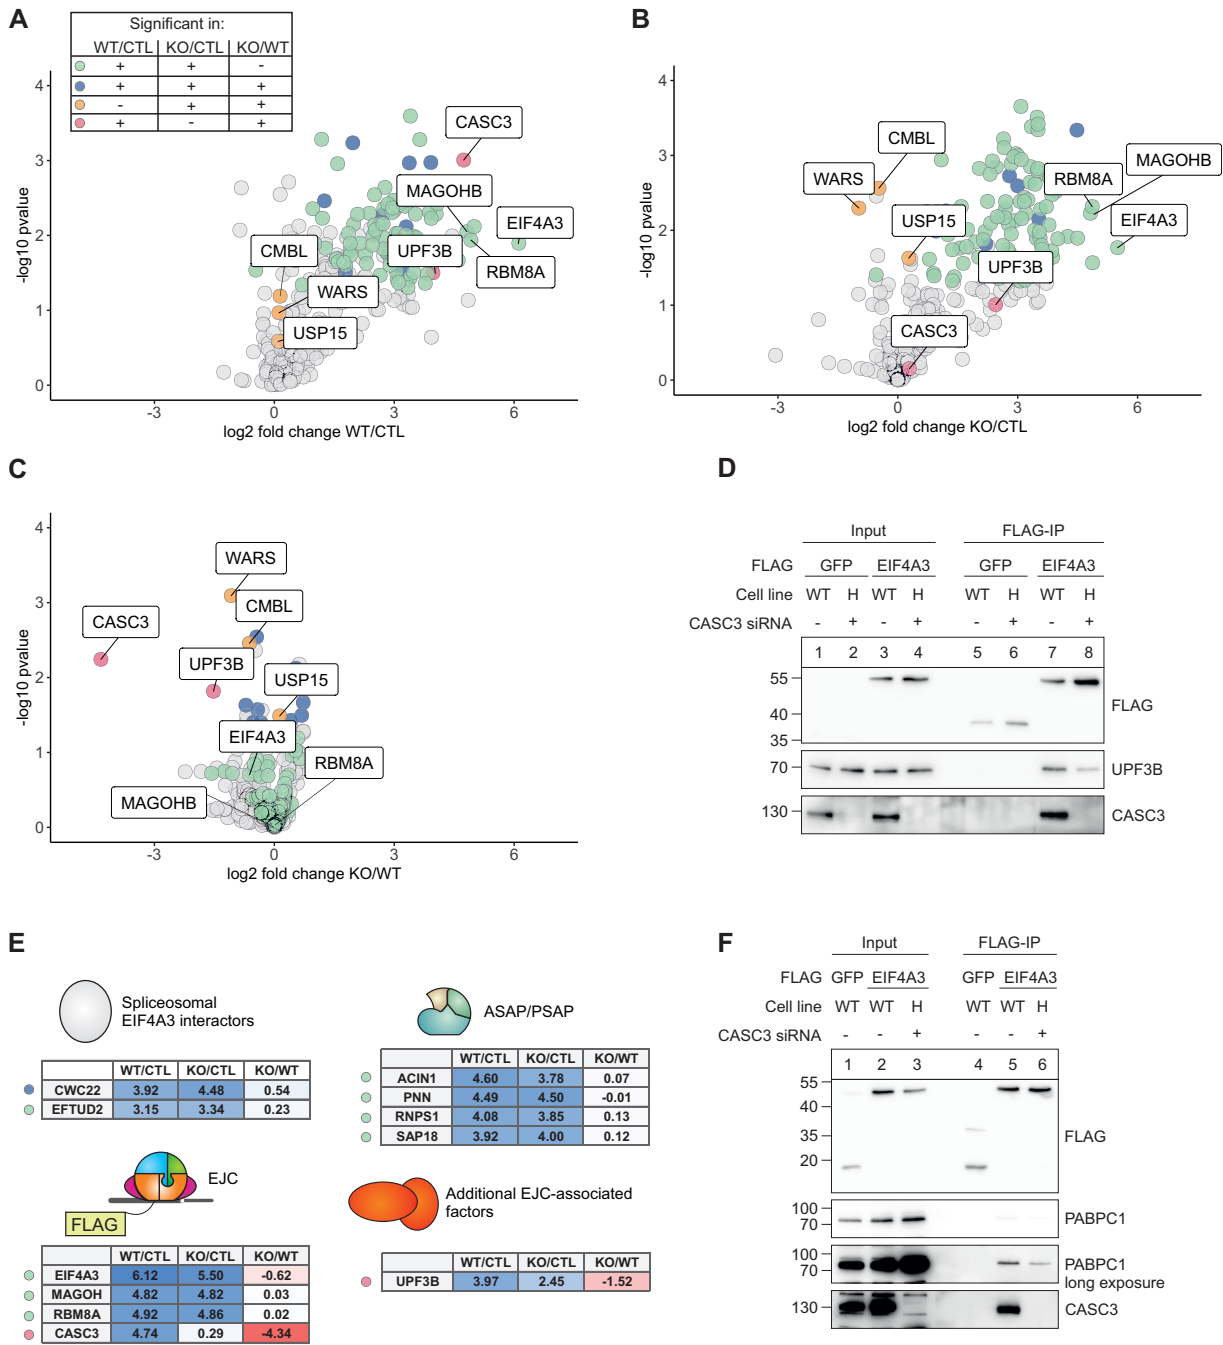 A
Significant in:
WT/CTL KO/CTL KO/WT
+ + -
+ + +
- + +
+ - +
4
3
2
1
0
-log10 pvalue
CASC3
MAGOHB
EIF4A3
CMBL
UPF3B
RBM8A
WARS
USP15
-3 0 3 6
log2 fold change WT/CTL
B
4
3
2
1
0
-log10 pvalue
CMBL
MAGOHB
WARS
RBM8A
USP15
EIF4A3
UPF3B
CASC3
-3 0 3 6
log2 fold change KO/CTL
C
4
3
2
1
0
-log10 pvalue
WARS
CMBL
CASC3
UPF3B
USP15
EIF4A3
RBM8A
MAGOHB
-3 0 3 6
log2 fold change KO/WT
D
Input FLAG-IP
FLAG GFP EIF4A3 GFP EIF4A3
Cell line WT H WT H WT H WT H
CASC3 siRNA - + - + - + - +
1 2 3 4 5 6 7 8
55
40
35
FLAG
70
UPF3B
130
CASC3
E
Spliceosomal
EIF4A3 interactors
WT/CTL KO/CTL KO/WT
CWC22 3.92 4.48 0.54
EFTUD2 3.15 3.34 0.23
ASAP/PSAP
WT/CTL KO/CTL KO/WT
ACIN1 4.60 3.78 0.07
PNN 4.49 4.50 -0.01
RNPS1 4.08 3.85 0.13
SAP18 3.92 4.00 0.12
EJC
FLAG
WT/CTL KO/CTL KO/WT
EIF4A3 6.12 5.50 -0.62
MAGOH 4.82 4.82 0.03
RBM8A 4.92 4.86 0.02
CASC3 4.74 0.29 -4.34
Additional EJC-associated
factors
WT/CTL KO/CTL KO/WT
UPF3B 3.97 2.45 -1.52
F
Input FLAG-IP
FLAG GFP EIF4A3 GFP EIF4A3
Cell line WT WT H WT WT H
CASC3 siRNA - - + - - +
1 2 3 4 5 6
55
40
35
20
FLAG
100
70
PABPC1
100
70
PABPC1
long exposure
130
CASC3